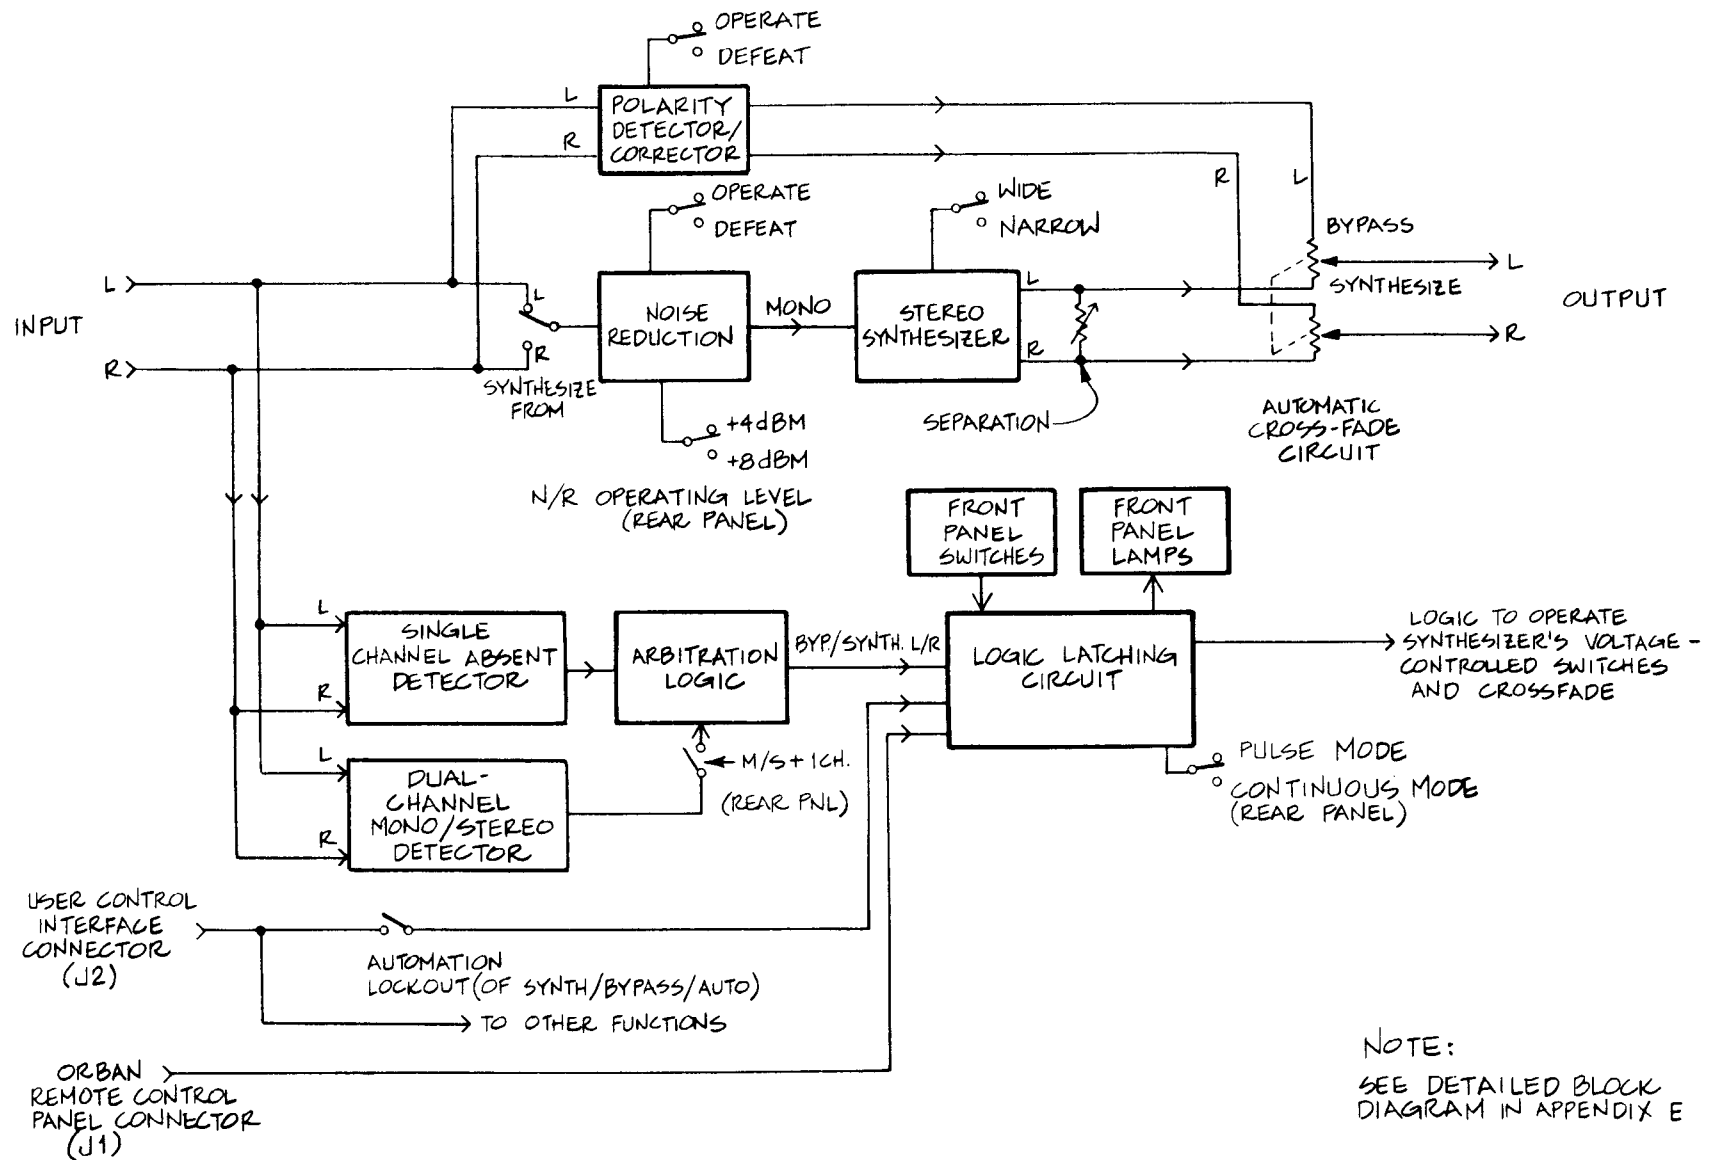 OPERATE
DEFEAT
L
R
POLARITY
DETECTOR/
CORRECTOR
R
L
OPERATE
DEFEAT
WIDE
NARROW
BYPASS
SYNTHESIZE
INPUT
L
R
L
R
SYNTHESIZE
FROM
NOISE
REDUCTION
MONO
STEREO
SYNTHESIZER
L
R
SEPARATION
L
R
OUTPUT
AUTOMATIC
CROSS-FADE
CIRCUIT
+4dBM
+8dBM
N/R OPERATING LEVEL
(REAR PANEL)
FRONT
PANEL
SWITCHES
FRONT
PANEL
LAMPS
L
R
SINGLE
CHANNEL ABSENT
DETECTOR
ARBITRATION
LOGIC
BYP./SYNTH. L/R
LOGIC LATCHING
CIRCUIT
LOGIC TO OPERATE
SYNTHESIZER'S VOLTAGE-
CONTROLLED SWITCHES
AND CROSSFADE
L
R
DUAL-
CHANNEL
MONO/STEREO
DETECTOR
M/S + 1 CH.
(REAR PNL)
PULSE MODE
CONTINUOUS MODE
(REAR PANEL)
USER CONTROL
INTERFACE
CONNECTOR
(J2)
AUTOMATION
LOCKOUT (OF SYNTH/BYPASS/AUTO)
TO OTHER FUNCTIONS
ORBAN
REMOTE CONTROL
PANEL CONNECTOR
(J1)
NOTE:
SEE DETAILED BLOCK
DIAGRAM IN APPENDIX E